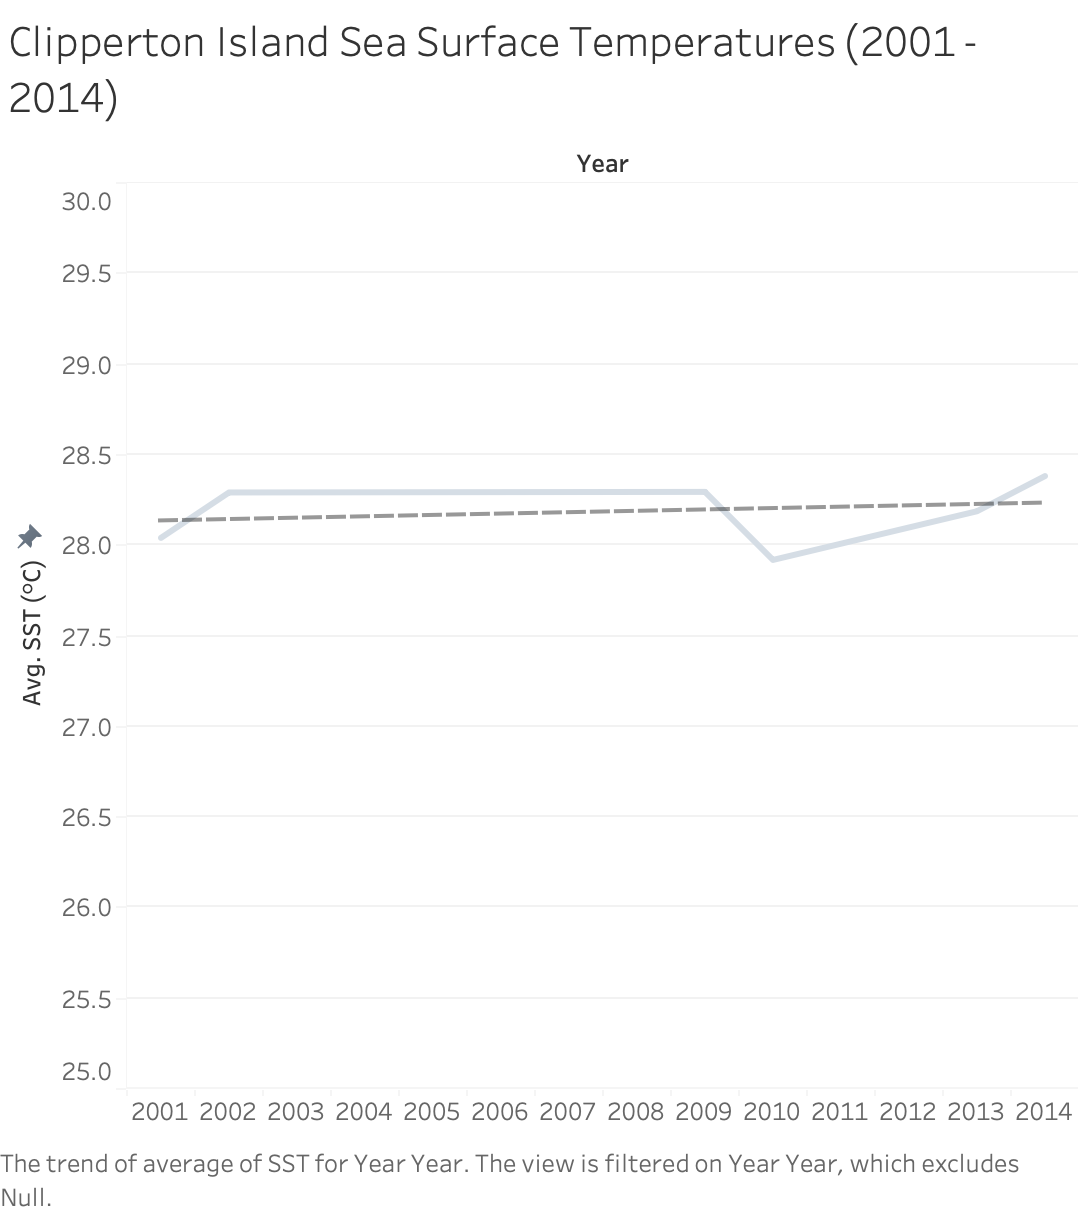 Clipperton Island Sea Surface Temperatures (2001 -
2014)
Year
30.0
29.5
29.0
28.5
28.0
27.5
27.0
26.5
26.0
25.5
25.0
Avg. SST (°C)
2001 2002 2003 2004 2005 2006 2007 2008 2009 2010 2011 2012 2013 2014
The trend of average of SST for Year Year. The view is filtered on Year Year, which excludes
Null.